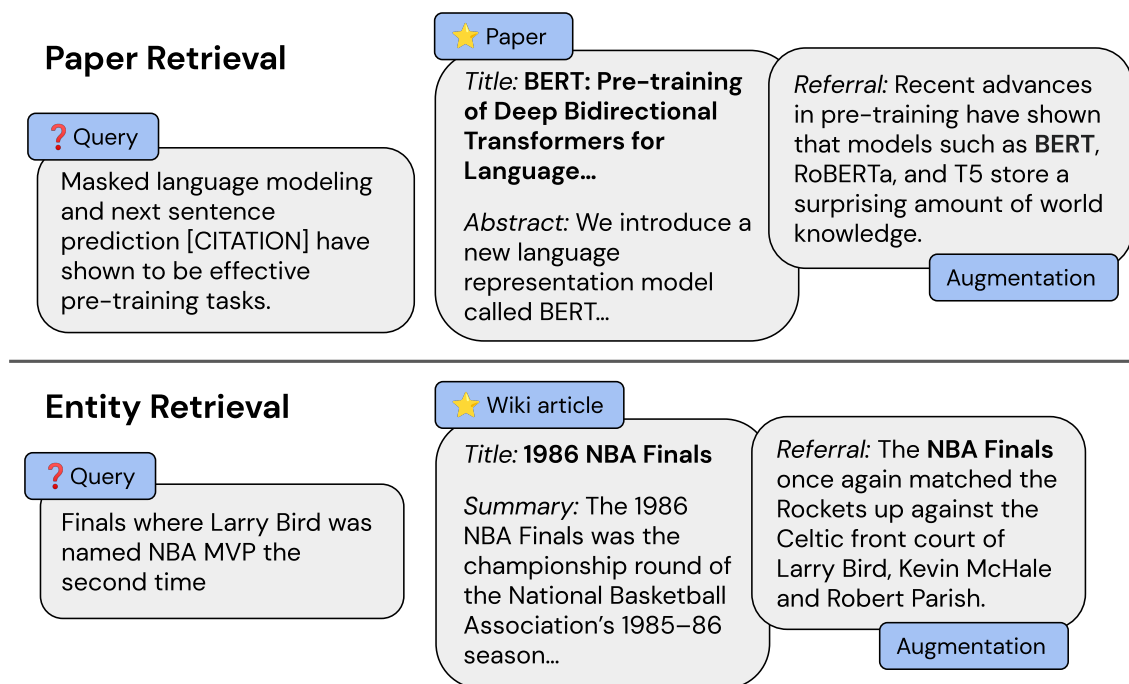 Paper Retrieval
❓Query
Masked language modeling
and next sentence
prediction [CITATION] have
shown to be effective
pre-training tasks.
⭐ Paper
Title: BERT: Pre-training
of Deep Bidirectional
Transformers for
Language...
Abstract: We introduce a
new language
representation model
called BERT...
Referral: Recent advances
in pre-training have shown
that models such as BERT,
RoBERTa, and T5 store a
surprising amount of world
knowledge.
Augmentation
Entity Retrieval
❓Query
Finals where Larry Bird was
named NBA MVP the
second time
⭐ Wiki article
Title: 1986 NBA Finals
Summary: The 1986
NBA Finals was the
championship round of
the National Basketball
Association’s 1985–86
season...
Referral: The NBA Finals
once again matched the
Rockets up against the
Celtic front court of
Larry Bird, Kevin McHale
and Robert Parish.
Augmentation